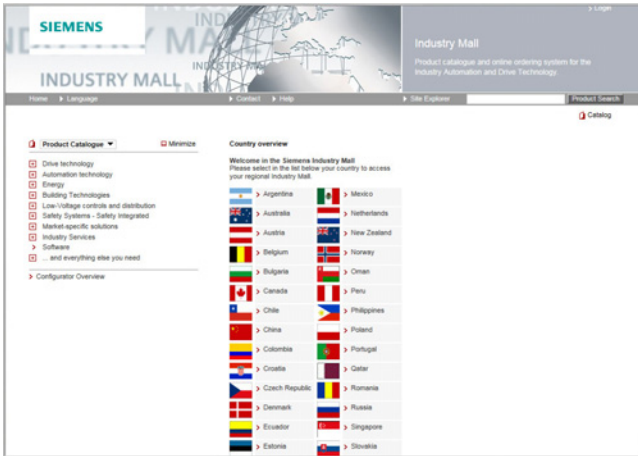 Login
SIEMENS
INDUSTRY MALL
Industry Mall
Product catalogue and online ordering system for the
Industry Automation and Drive Technology
Home Language Contact Help Site Explorer Product Search
Catalog
Product Catalogue Minimize
Drive technology
Automation technology
Energy
Building Technologies
Low-Voltage controls and distribution
Safety Systems - Safety Integrated
Market-specific solutions
Industry Services
Software
... and everything else you need
Configurator Overview
Country overview
Welcome in the Siemens Industry Mall
Please select in the list below your country to access
your regional Industry Mall.
Argentina Mexico
Australia Netherlands
Austria New Zealand
Belgium Norway
Bulgaria Oman
Canada Peru
Chile Philippines
China Poland
Colombia Portugal
Croatia Qatar
Czech Republic Romania
Denmark Russia
Ecuador Singapore
Estonia Slovakia